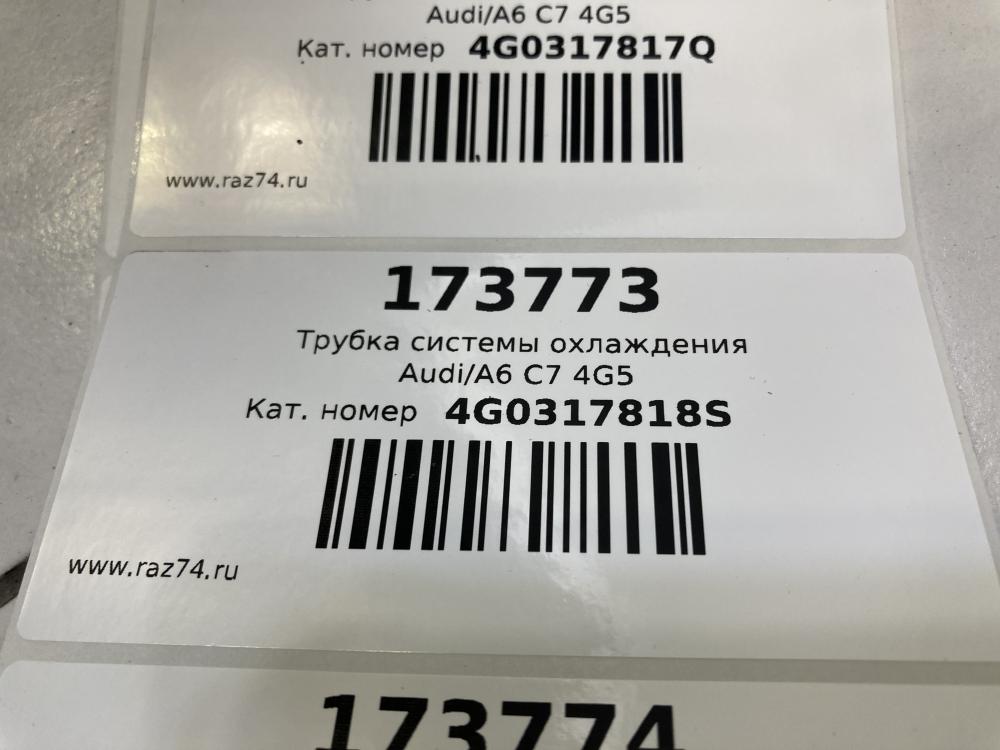 Audi/A6 C7 4G5
Кат. номер 4G0317817Q
www.raz74.ru
173773
Трубка системы охлаждения
Audi/A6 C7 4G5
Кат. номер 4G0317818S
www.raz74.ru
173774